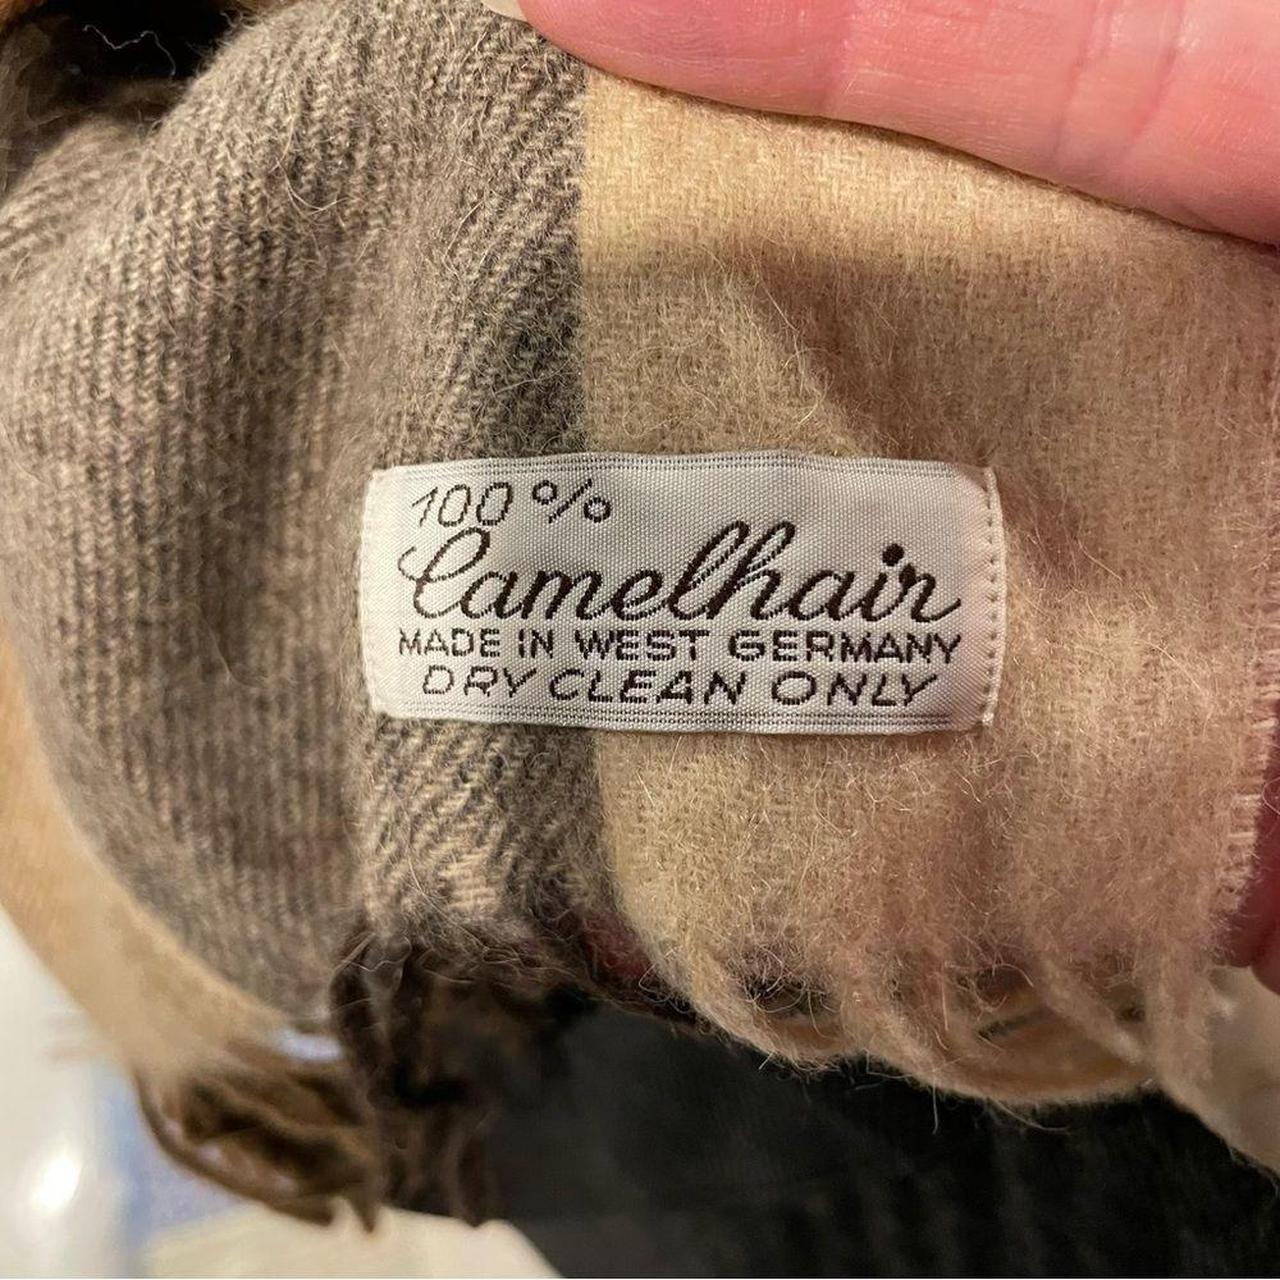 100%
Camelhair
MADE IN WEST GERMANY
DRY CLEAN ONLY